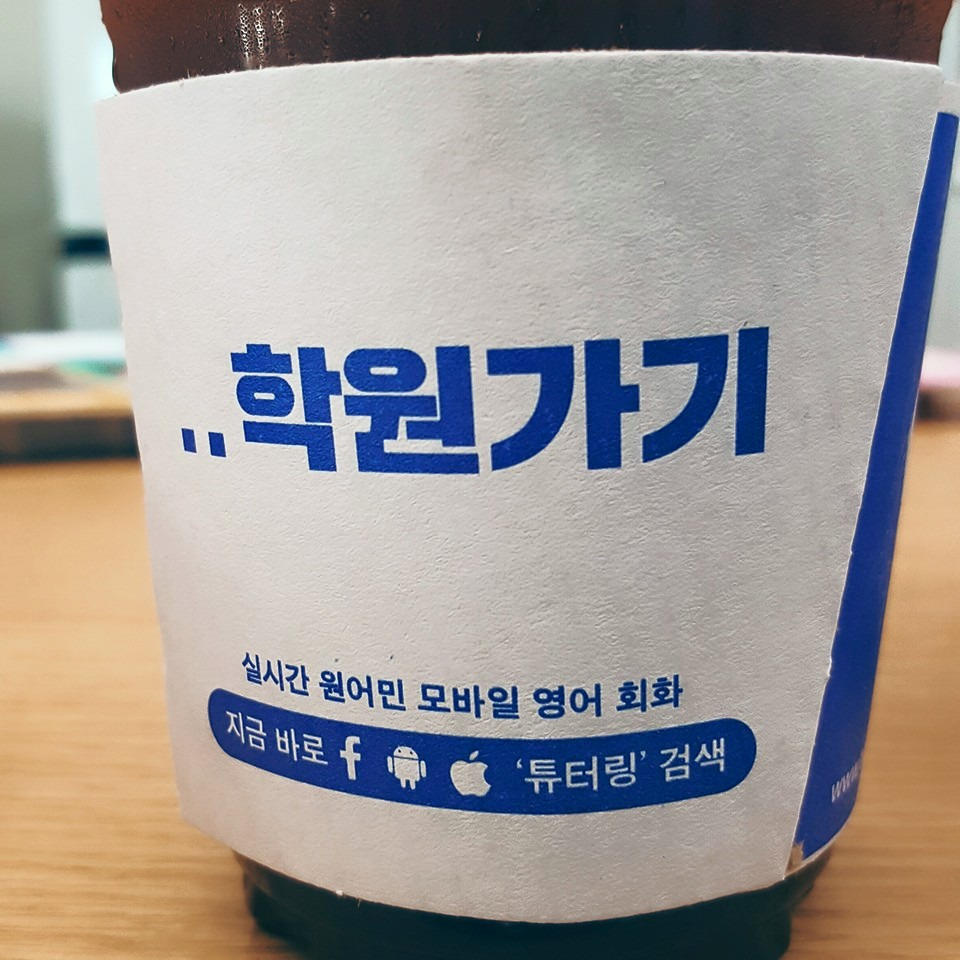 ..학원가기
실시간 원어민 모바일 영어 회화
지금 바로 '튜터링' 검색